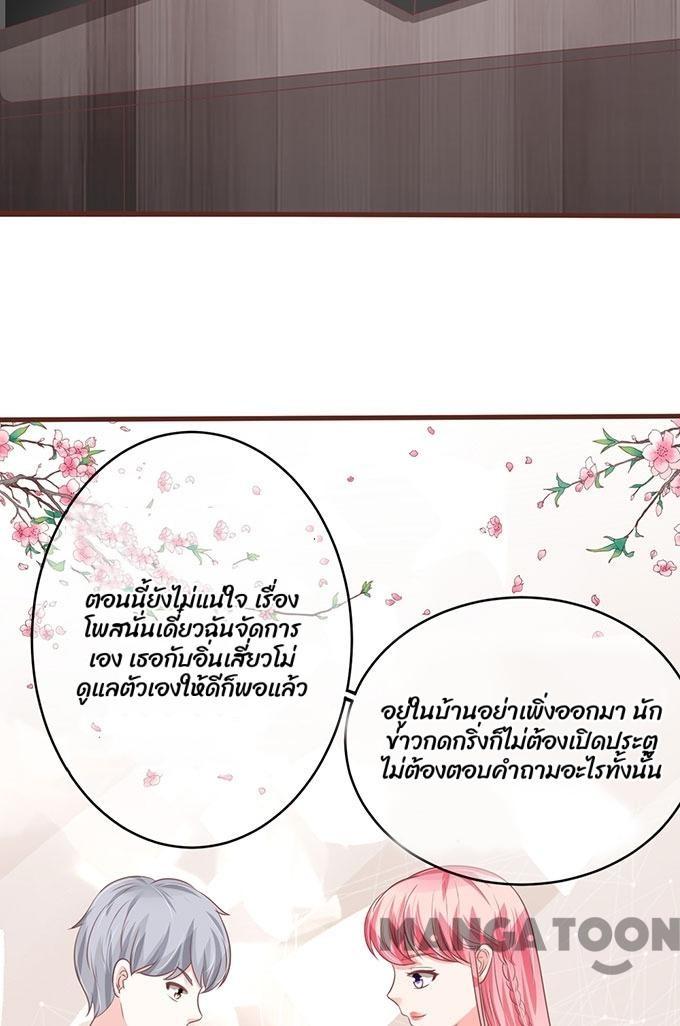 ตอนนี้ยังไม่แน่ใจ เรื่อง
โพสนั่นเดี๋ยวฉันจัดการ
เอง เธอกับอิ่นเสี่ยวโม่
ดูแลตัวเองให้ดีก็พอแล้ว
อยู่ในบ้านอย่าเพิ่งออกมา นัก
ข่าวกดกริ่งก็ไม่ต้องเปิดประตู
ไม่ต้องตอบคำถามอะไรทั้งนั้น
MANGATOON